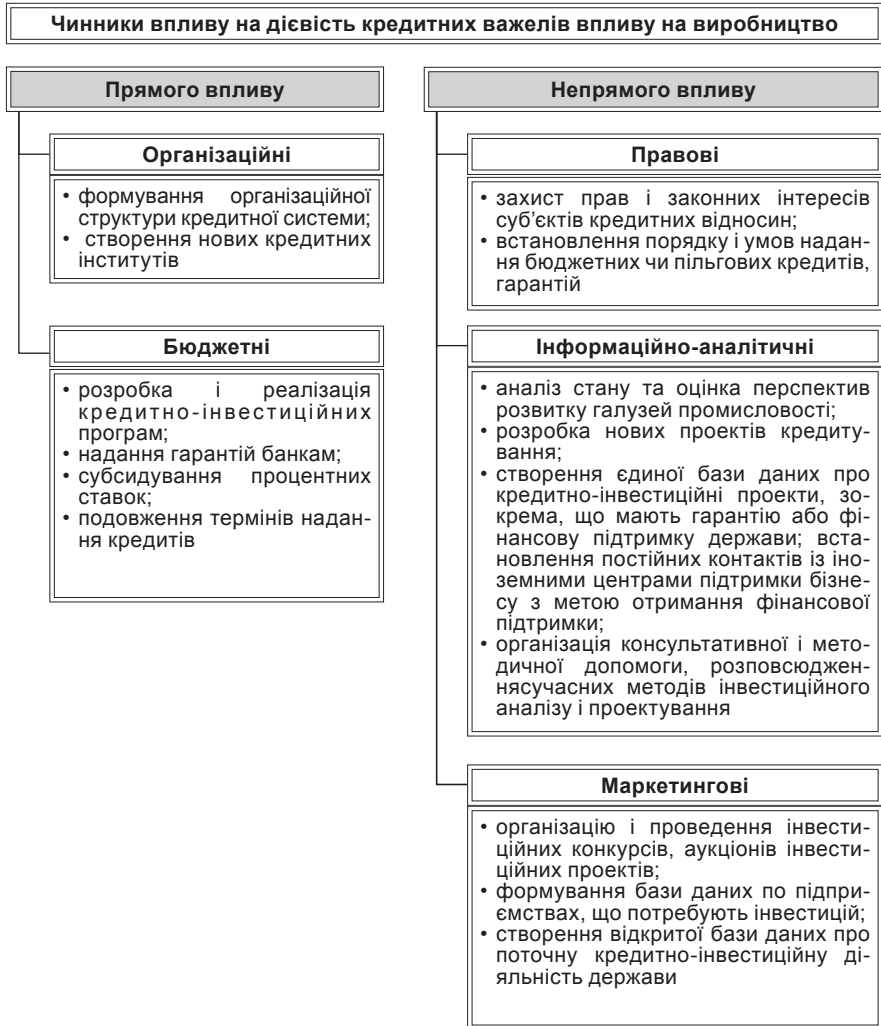 Чинники впливу на дієвість кредитних важелів впливу на виробництво
Прямого впливу
Організаційні
• формування організаційної
структури кредитної системи;
• створення нових кредитних
інститутів
Бюджетні
• розробка і реалізація
кредитно-інвестиційних
програм;
• надання гарантій банкам;
• субсидування процентних
ставок;
• подовження термінів надан-
ня кредитів
Непрямого впливу
Правові
• захист прав і законних інтересів
суб’єктів кредитних відносин;
• встановлення порядку і умов надан-
ня бюджетних чи пільгових кредитів,
гарантій
Інформаційно-аналітичні
• аналіз стану та оцінка перспектив
розвитку галузей промисловості;
• розробка нових проектів кредиту-
вання;
• створення єдиної бази даних про
кредитно-інвестиційні проекти, зо-
крема, що мають гарантію або фі-
нансову підтримку держави; вста-
новлення постійних контактів із іно-
земними центрами підтримки бізне-
су з метою отримання фінансової
підтримки;
• організація консультативної і мето-
дичної допомоги, розповсюджен-
нясучасних методів інвестиційного
аналізу і проектування
Маркетингові
• організацію і проведення інвести-
ційних конкурсів, аукціонів інвести-
ційних проектів;
• формування бази даних по підпри-
ємствах, що потребують інвестицій;
• створення відкритої бази даних про
поточну кредитно-інвестиційну ді-
яльність держави